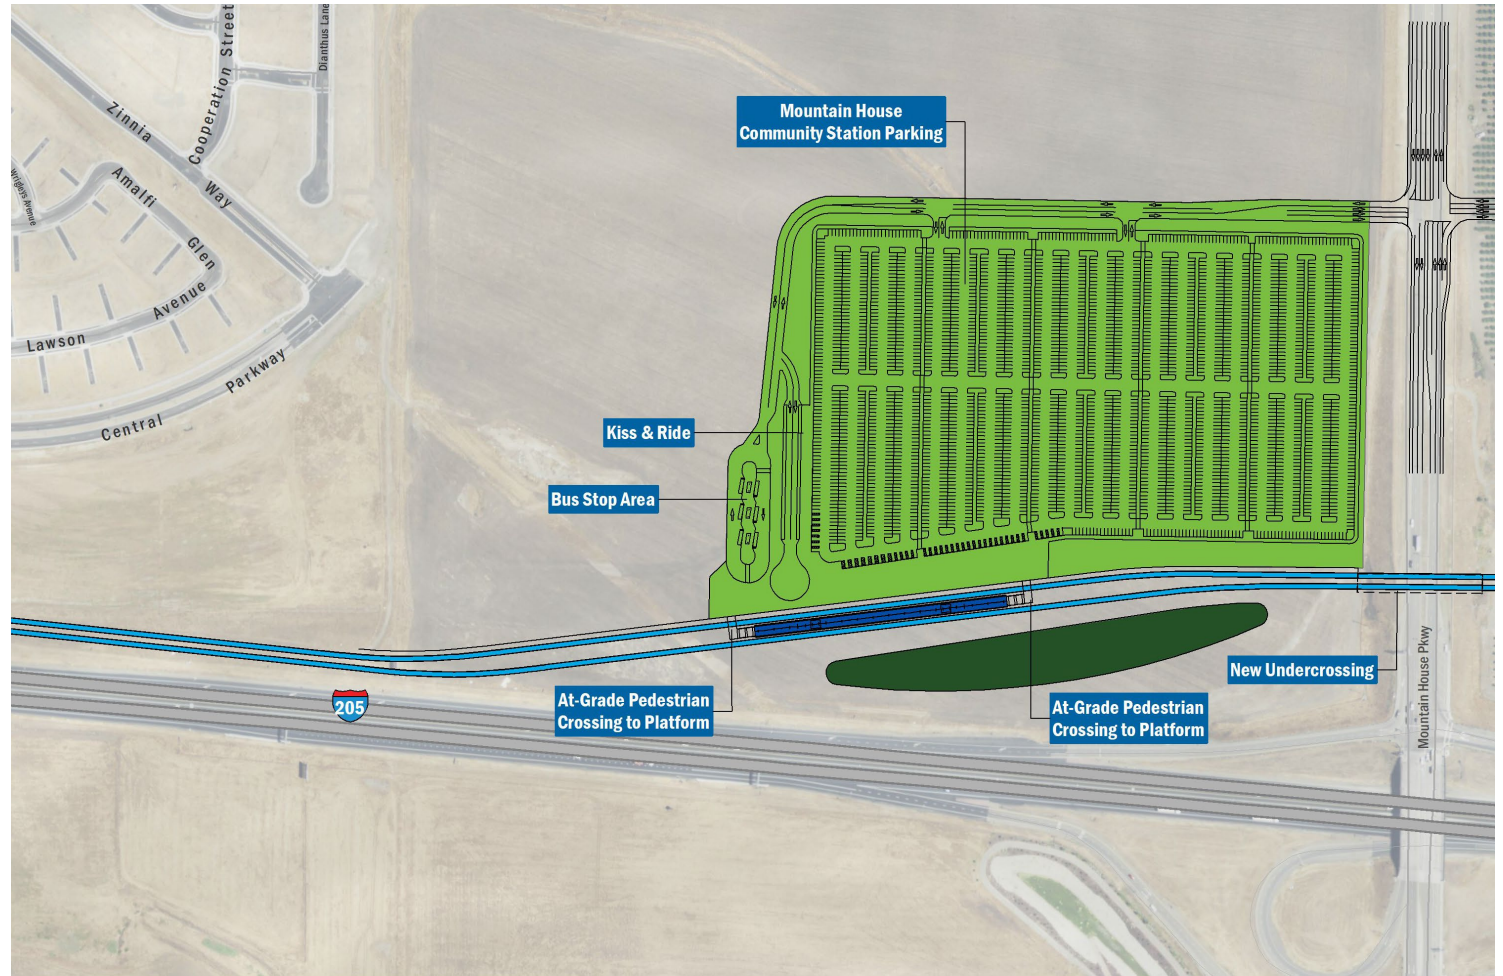 Zinnia
Way
Cooperation Street
Dianthus Lane
Wrigleys Avenue
Amalfi
Glen
Lawson
Avenue
Central
Parkway
Mountain House
Community Station Parking
Kiss & Ride
Bus Stop Area
New Undercrossing
At-Grade Pedestrian
Crossing to Platform
At-Grade Pedestrian
Crossing to Platform
205
Mountain House Pkwy